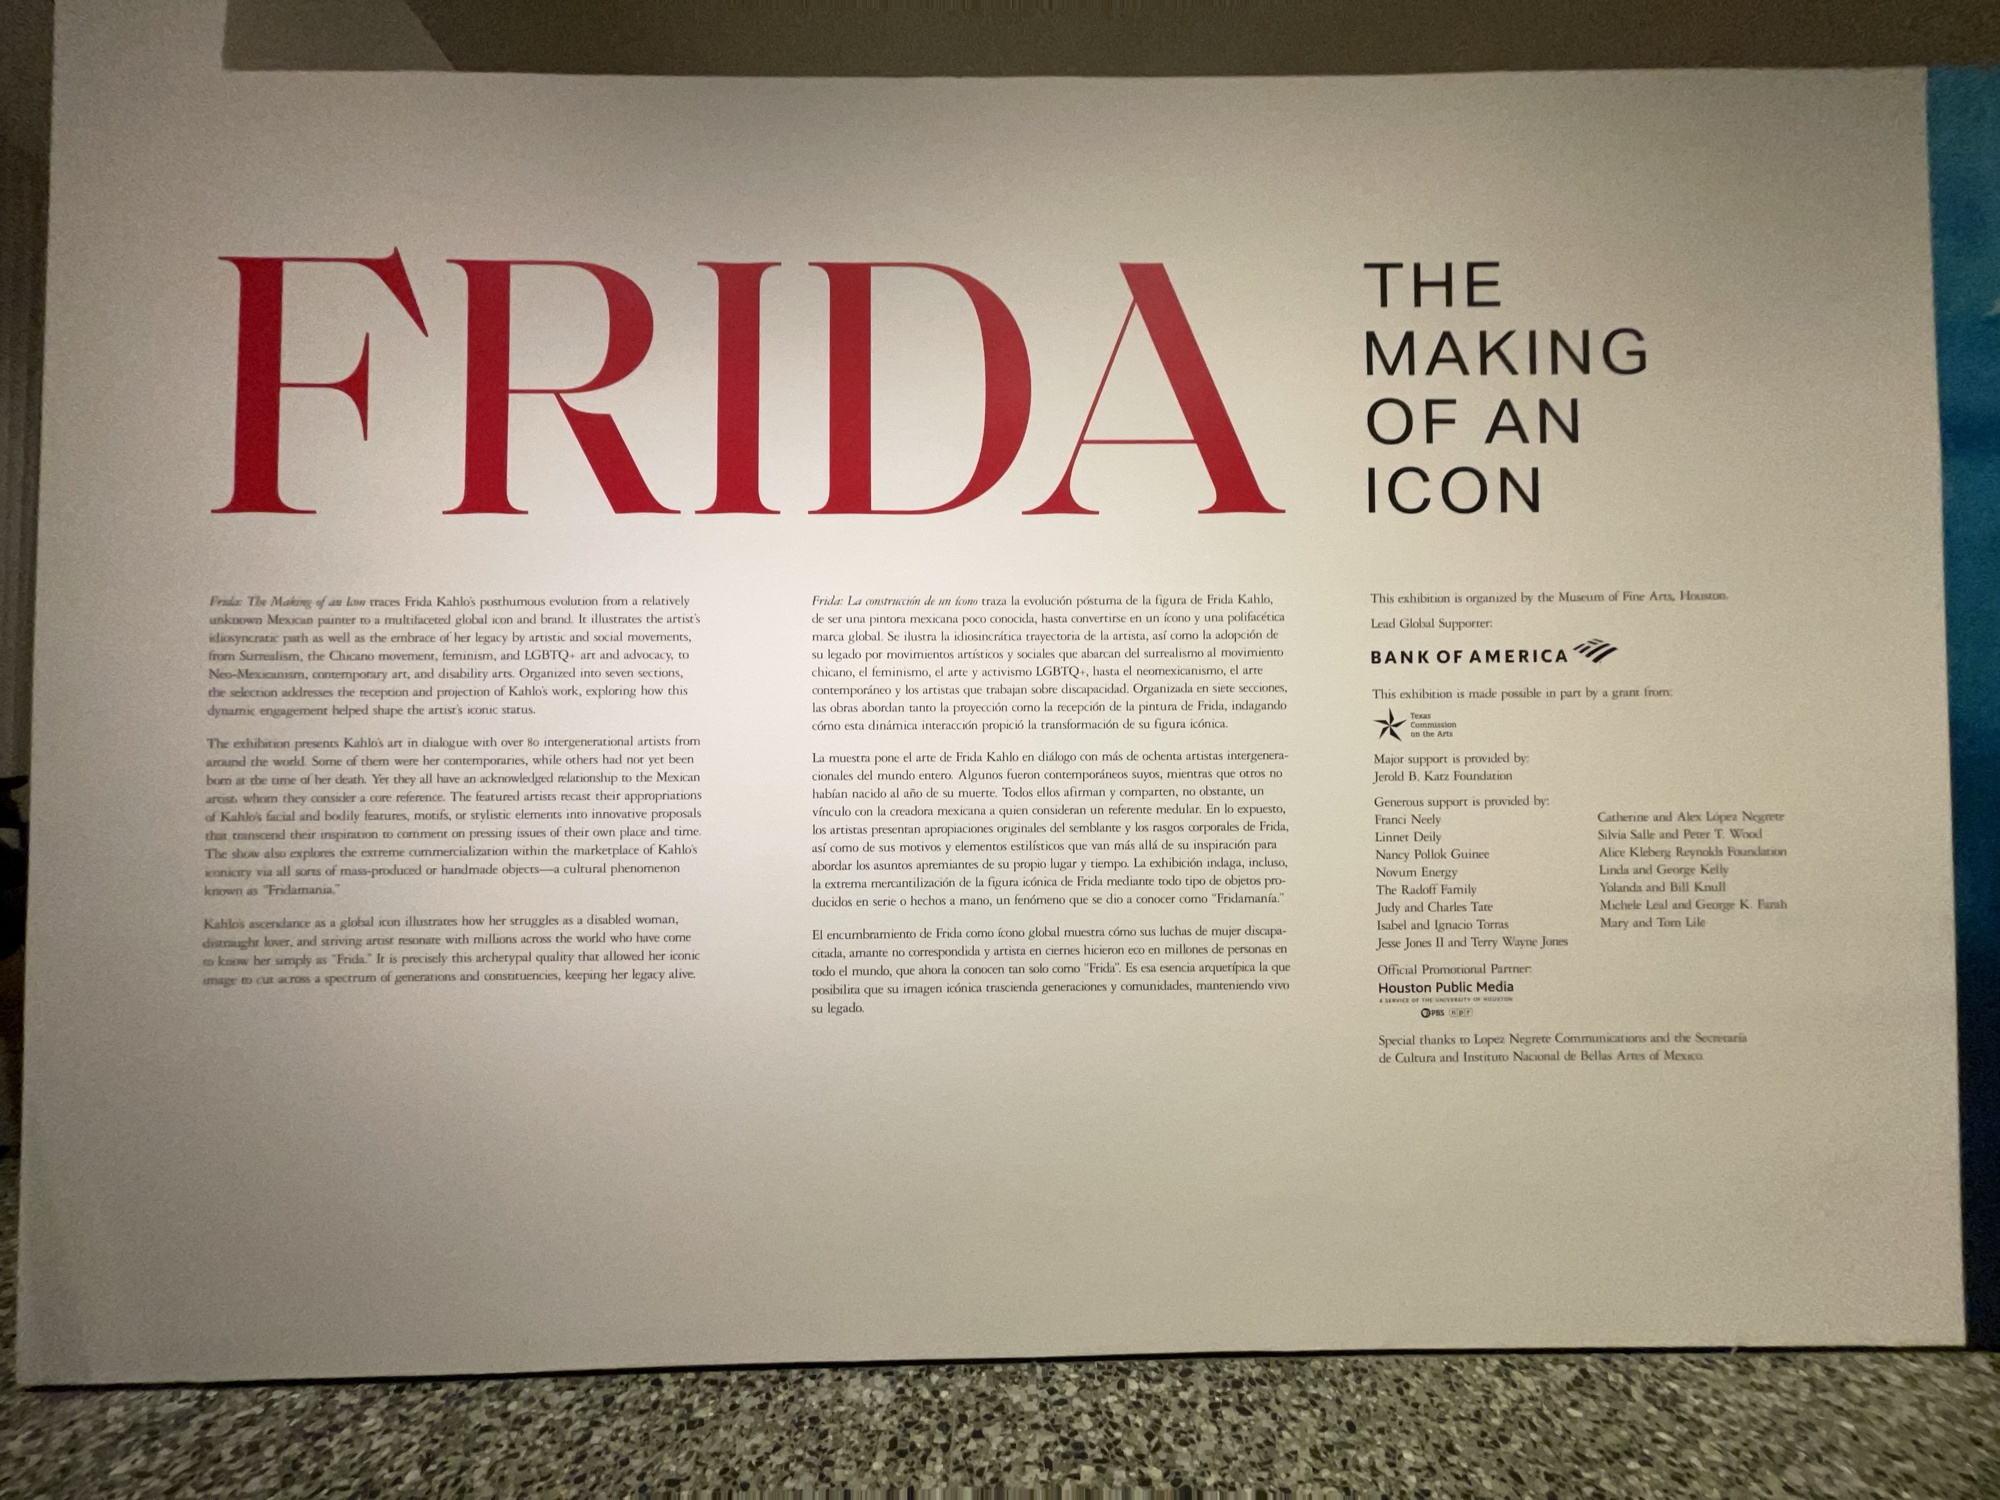 FRIDA
THE
MAKING
OF AN
ICON
Frida: The Making of an Icon traces Frida Kahlo's posthumous evolution from a relatively
unknown Mexican painter to a multifaceted global icon and brand. It illustrates the artist's
idiosyncratic path as well as the embrace of her legacy by artistic and social movements,
from Surrealism, the Chicano movement, feminism, and LGBTQ+ art and advocacy, to
Neo-Mexicanism, contemporary art, and disability arts. Organized into seven sections,
the selection addresses the reception and projection of Kahlo's work, exploring how this
dynamic engagement helped shape the artist's iconic status.
The exhibition presents Kahlo's art in dialogue with over 80 intergenerational artists from
around the world. Some of them were her contemporaries, while others had not yet been
born at the time of her death. Yet they all have an acknowledged relationship to the Mexican
artist, whom they consider a core reference. The featured artists recast their appropriations
of Kahlo's facial and bodily features, motifs, or stylistic elements into innovative proposals
that transcend their inspiration to comment on pressing issues of their own place and time.
The show also explores the extreme commercialization within the marketplace of Kahlo's
iconicity via all sorts of mass-produced or handmade objects—a cultural phenomenon
known as "Fridamania."
Kahlo's ascendance as a global icon illustrates how her struggles as a disabled woman,
distraught lover, and striving artist resonate with millions across the world who have come
to know her simply as "Frida." It is precisely this archetypal quality that allowed her iconic
image to cut across a spectrum of generations and constituencies, keeping her legacy alive.
Frida: La construcción de un ícono traza la evolución póstuma de la figura de Frida Kahlo,
de ser una pintora mexicana poco conocida, hasta convertirse en un ícono y una polifacética
marca global. Se ilustra la idiosincrática trayectoria de la artista, así como la adopción de
su legado por movimientos artísticos y sociales que abarcan del surrealismo al movimiento
chicano, el feminismo, el arte y activismo LGBTQ+, hasta el neomexicanismo, el arte
contemporáneo y los artistas que trabajan sobre discapacidad. Organizada en siete secciones,
las obras abordan tanto la proyección como la recepción de la pintura de Frida, indagando
cómo esta dinámica interacción propició la transformación de su figura icónica.
La muestra pone el arte de Frida Kahlo en diálogo con más de ochenta artistas intergenera-
cionales del mundo entero. Algunos fueron contemporáneos suyos, mientras que otros no
habían nacido al año de su muerte. Todos ellos afirman y comparten, no obstante, un
vínculo con la creadora mexicana a quien consideran un referente medular. En lo expuesto,
los artistas presentan apropiaciones originales del semblante y los rasgos corporales de Frida,
así como de sus motivos y elementos estilísticos que van más allá de su inspiración para
abordar los asuntos apremiantes de su propio lugar y tiempo. La exhibición indaga, incluso,
la extrema mercantilización de la figura icónica de Frida mediante todo tipo de objetos pro-
ducidos en serie o hechos a mano, un fenómeno que se dio a conocer como "Fridamanía."
El encumbramiento de Frida como ícono global muestra cómo sus luchas de mujer discapa-
citada, amante no correspondida y artista en ciernes hicieron eco en millones de personas en
todo el mundo, que ahora la conocen tan solo como "Frida". Es esa esencia arquetípica la que
posibilita que su imagen icónica trascienda generaciones y comunidades, manteniendo vivo
su legado.
This exhibition is organized by the Museum of Fine Arts, Houston.
Lead Global Supporter:
BANK OF AMERICA
This exhibition is made possible in part by a grant from:
Texas
Commission
on the Arts
Major support is provided by:
Jerold B. Katz Foundation
Generous support is provided by:
Franci Neely
Linnet Deily
Nancy Pollok Guinee
Novum Energy
The Radoff Family
Judy and Charles Tate
Isabel and Ignacio Torras
Jesse Jones II and Terry Wayne Jones
Catherine and Alex López Negrete
Silvia Salle and Peter T. Wood
Alice Kleberg Reynolds Foundation
Linda and George Kelly
Yolanda and Bill Knull
Michele Leal and George K. Farah
Mary and Tom Lile
Official Promotional Partner:
Houston Public Media
A SERVICE OF THE UNIVERSITY OF HOUSTON
PBS npr
Special thanks to Lopez Negrete Communications and the Secretaría
de Cultura and Instituto Nacional de Bellas Artes of Mexico